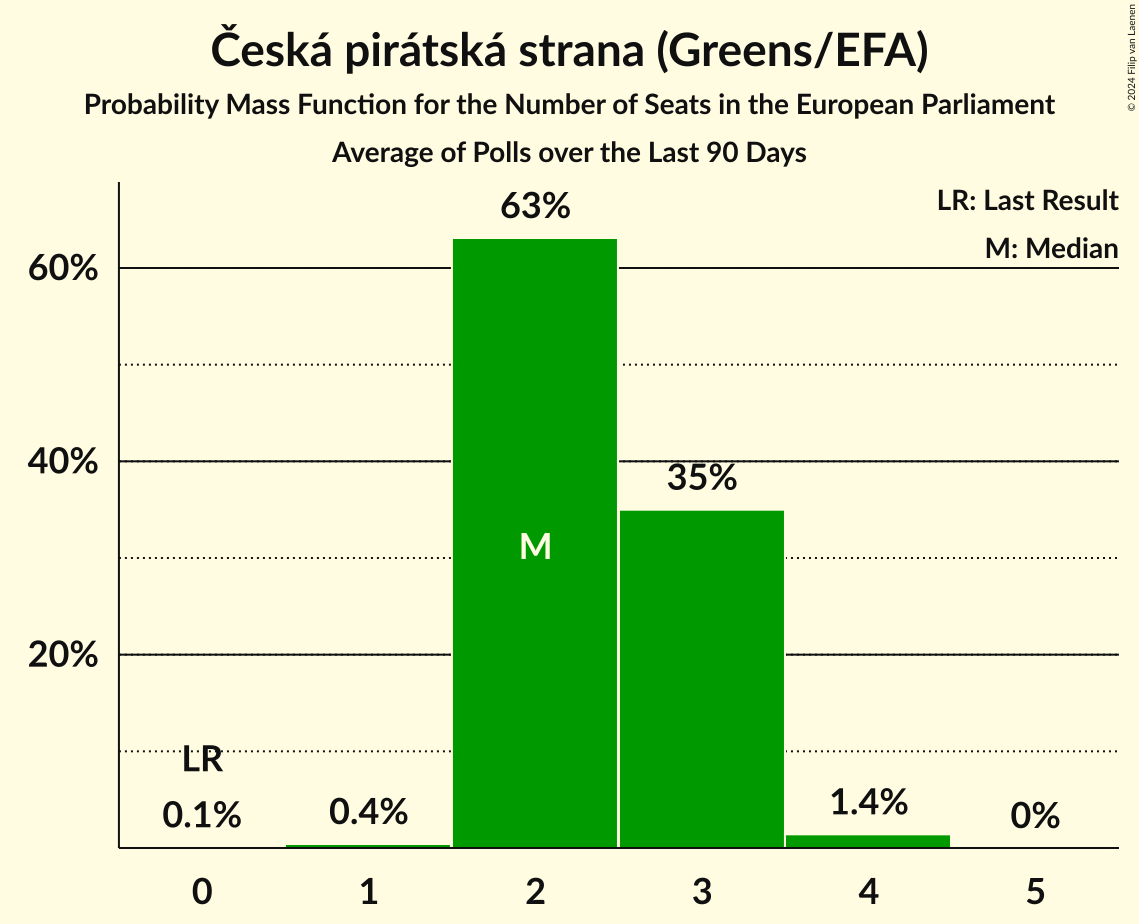 Česká pirátská strana (Greens/EFA)
Probability Mass Function for the Number of Seats in the European Parliament
Average of Polls over the Last 90 Days
© 2024 Filip van Laenen
LR: Last Result
M: Median
63%
60%
40%
35%
M
20%
LR
0.1%
0.4%
1.4%
0%
0 1 2 3 4 5